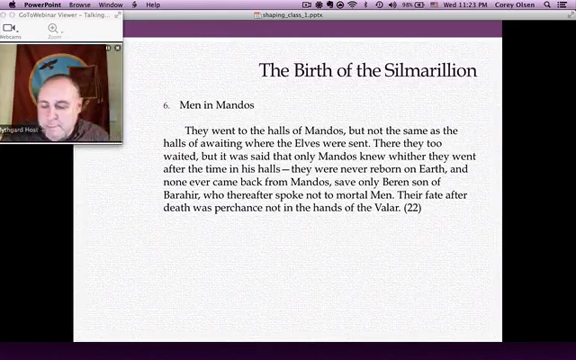 PowerPoint Browse Window Help
98% Wed 11:23 PM Corey Olsen
GoToWebinar Viewer - Talking...
shaping_class_1.pptx
Webcams
Zoom
The Birth of the Silmarillion
6. Men in Mandos
They went to the halls of Mandos, but not the same as the
halls of awaiting where the Elves were sent. There they too
waited, but it was said that only Mandos knew whither they went
after the time in his halls—they were never reborn on Earth, and
none ever came back from Mandos, save only Beren son of
Barahir, who thereafter spoke not to mortal Men. Their fate after
death was perchance not in the hands of the Valar. (22)